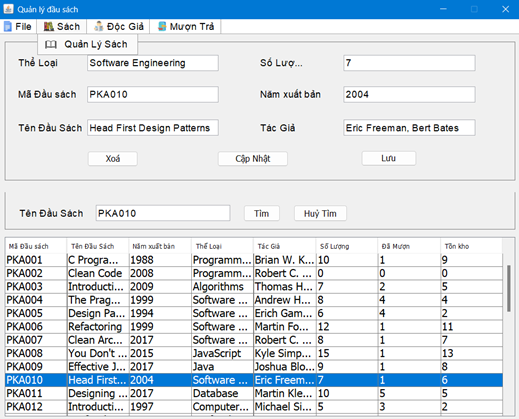 Quản lý đầu sách
File Sách Độc Giả Mượn Trả
Quản Lý Sách
Thể Loại Software Engineering Số Lượ... 7
Mã Đầu sách PKA010 Năm xuất bản 2004
Tên Đầu Sách Head First Design Patterns Tác Giả Eric Freeman, Bert Bates
Xoá Cập Nhật Lưu
Tên Đầu Sách PKA010 Tìm Huỷ Tìm
Mã Đầu sách Tên Đầu Sách Năm xuất bản Thể Loại Tác Giả Số Lượng Đã Mượn Tồn kho
PKA001 C Progra... 1988 Programm... Brian W. K... 10 1 9
PKA002 Clean Code 2008 Programm... Robert C. ... 0 0 0
PKA003 Introducti... 2009 Algorithms Thomas H... 7 2 5
PKA004 The Prag... 1999 Software ... Andrew H... 8 4 4
PKA005 Design Pa... 1994 Software ... Erich Gam... 6 4 2
PKA006 Refactoring 1999 Software ... Martin Fo... 12 1 11
PKA007 Clean Arc... 2017 Software ... Robert C. ... 8 1 7
PKA008 You Don't ... 2015 JavaScript Kyle Simp... 15 1 13
PKA009 Effective J... 2017 Java Joshua Blo... 9 1 8
PKA010 Head First... 2004 Software ... Eric Freem... 7 1 6
PKA011 Designing ... 2017 Database Martin Kle... 10 5 5
PKA012 Introducti... 1997 Computer... Michael Si... 5 3 2